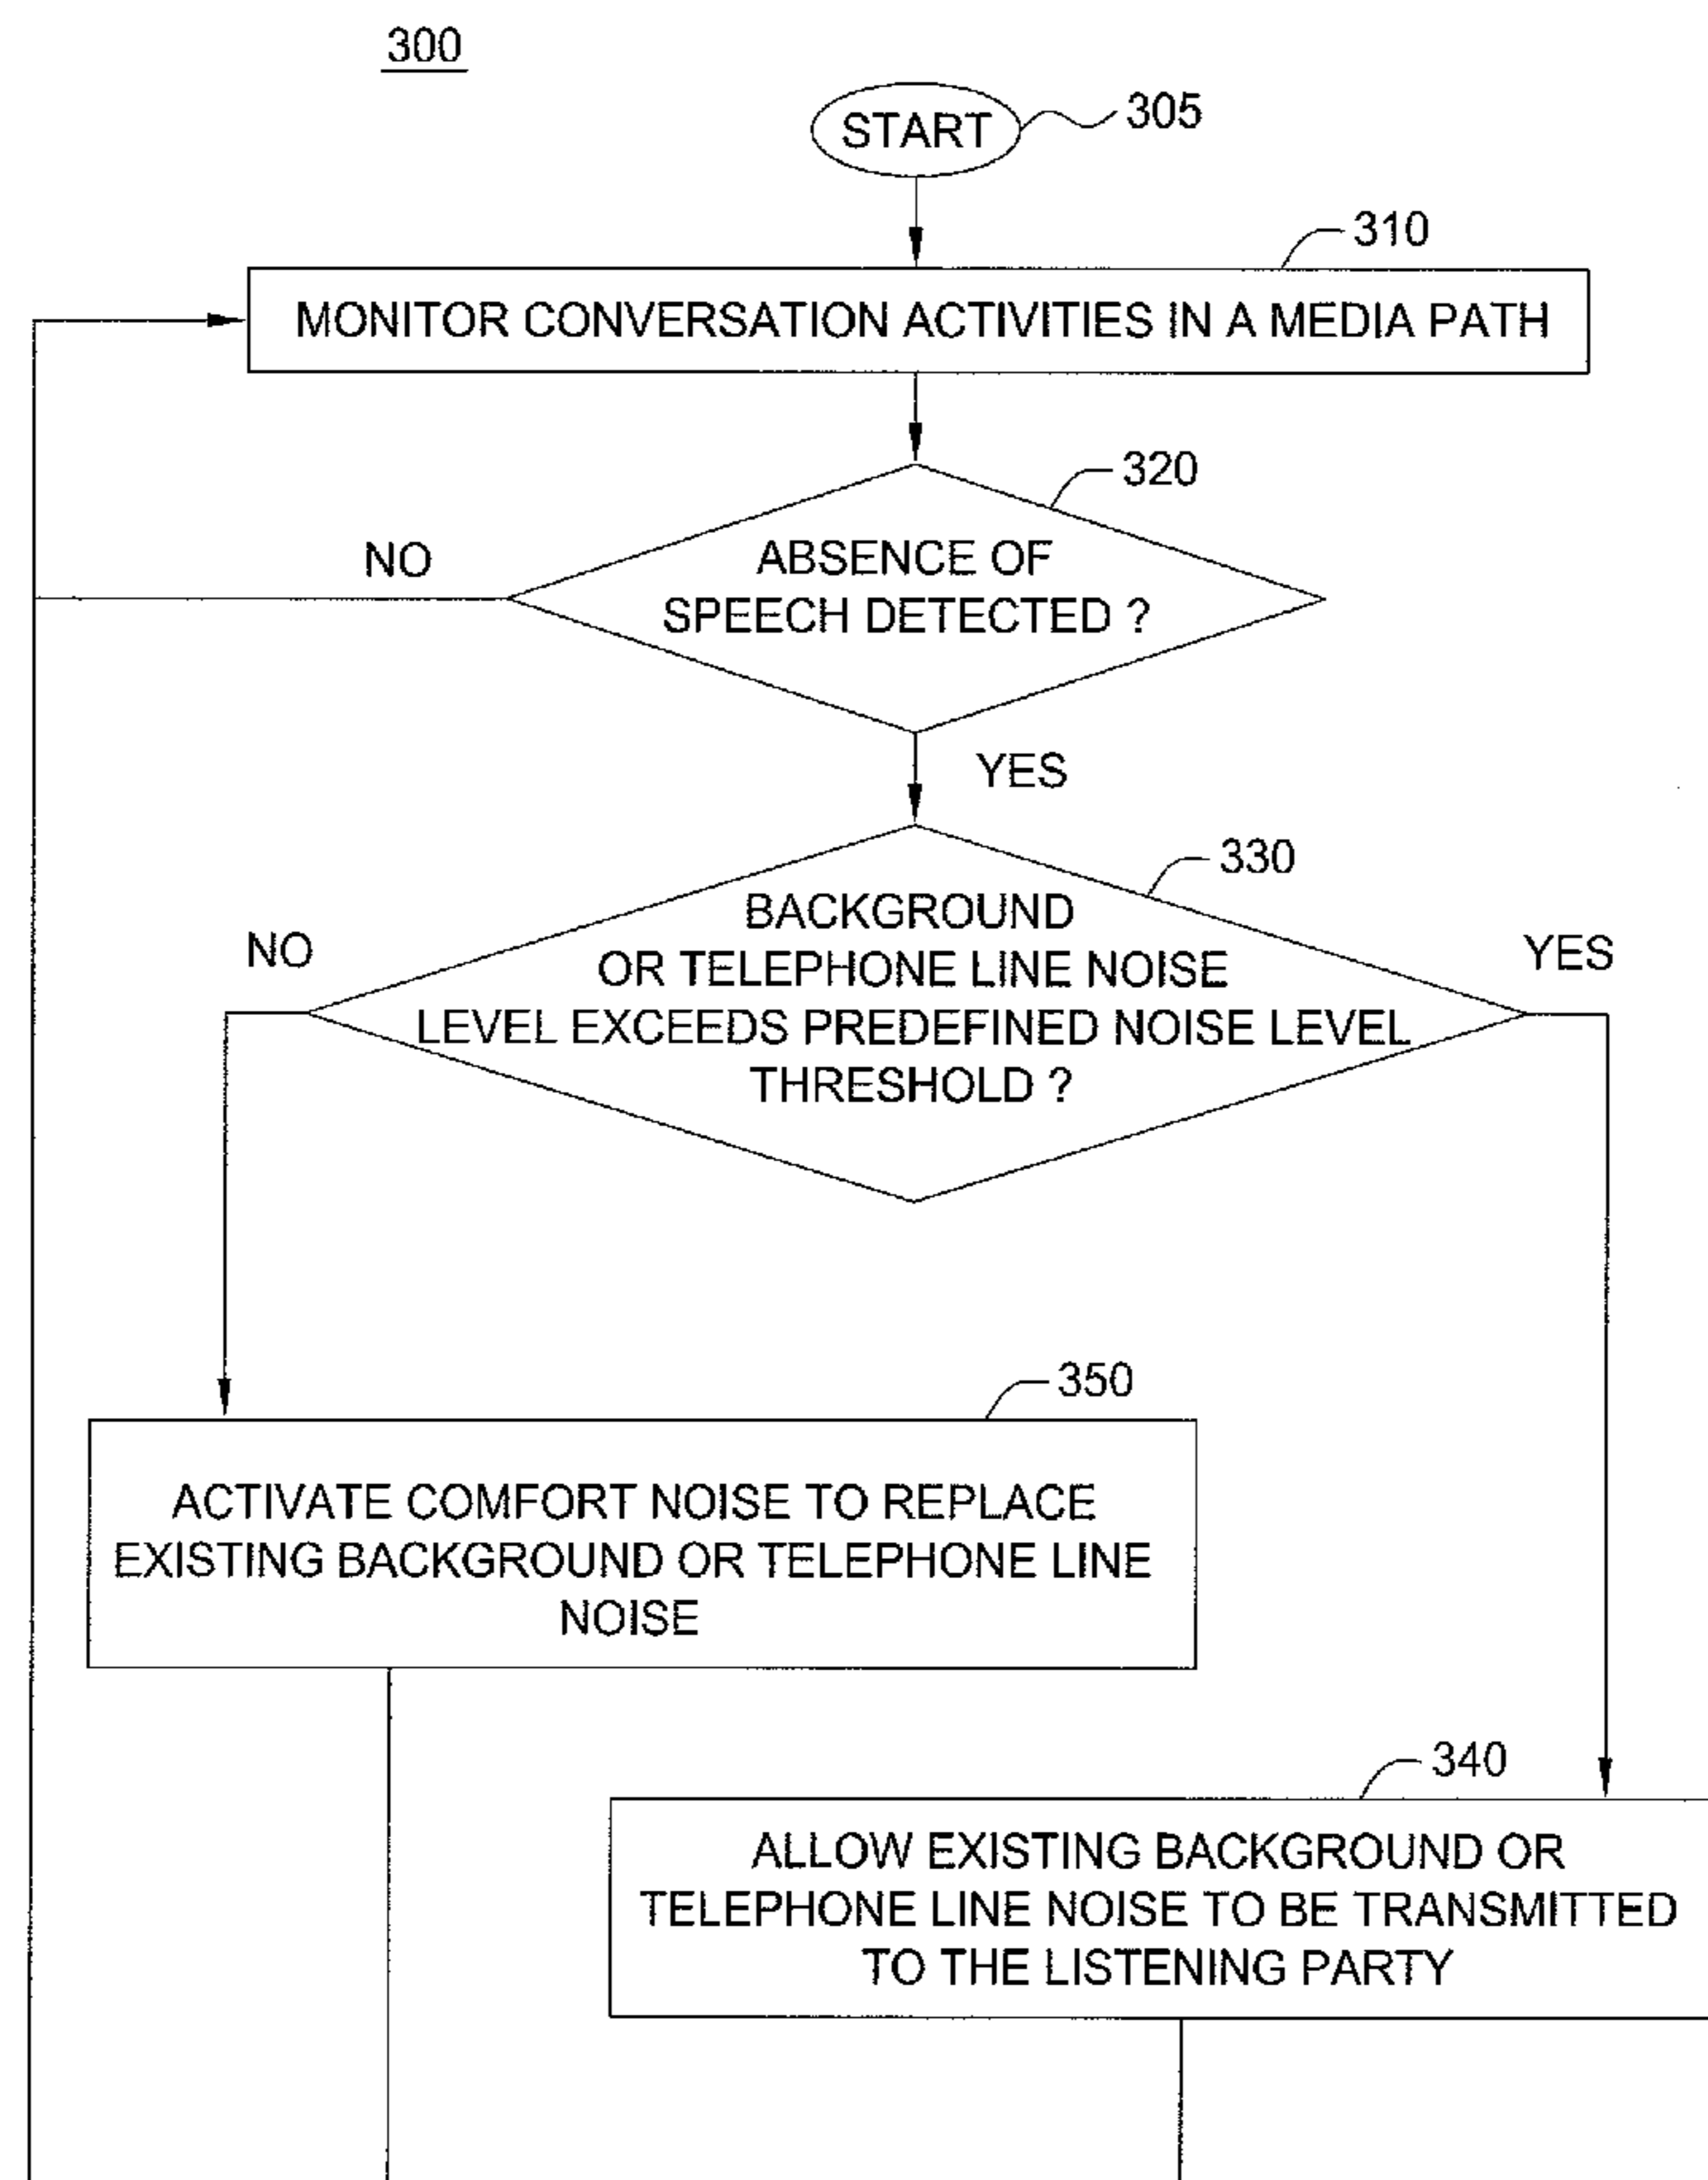 300
START
305
310
MONITOR CONVERSATION ACTIVITIES IN A MEDIA PATH
320
NO
ABSENCE OF
SPEECH DETECTED ?
YES
330
BACKGROUND
OR TELEPHONE LINE NOISE
LEVEL EXCEEDS PREDEFINED NOISE LEVEL
THRESHOLD ?
NO
YES
350
ACTIVATE COMFORT NOISE TO REPLACE
EXISTING BACKGROUND OR TELEPHONE LINE
NOISE
340
ALLOW EXISTING BACKGROUND OR
TELEPHONE LINE NOISE TO BE TRANSMITTED
TO THE LISTENING PARTY